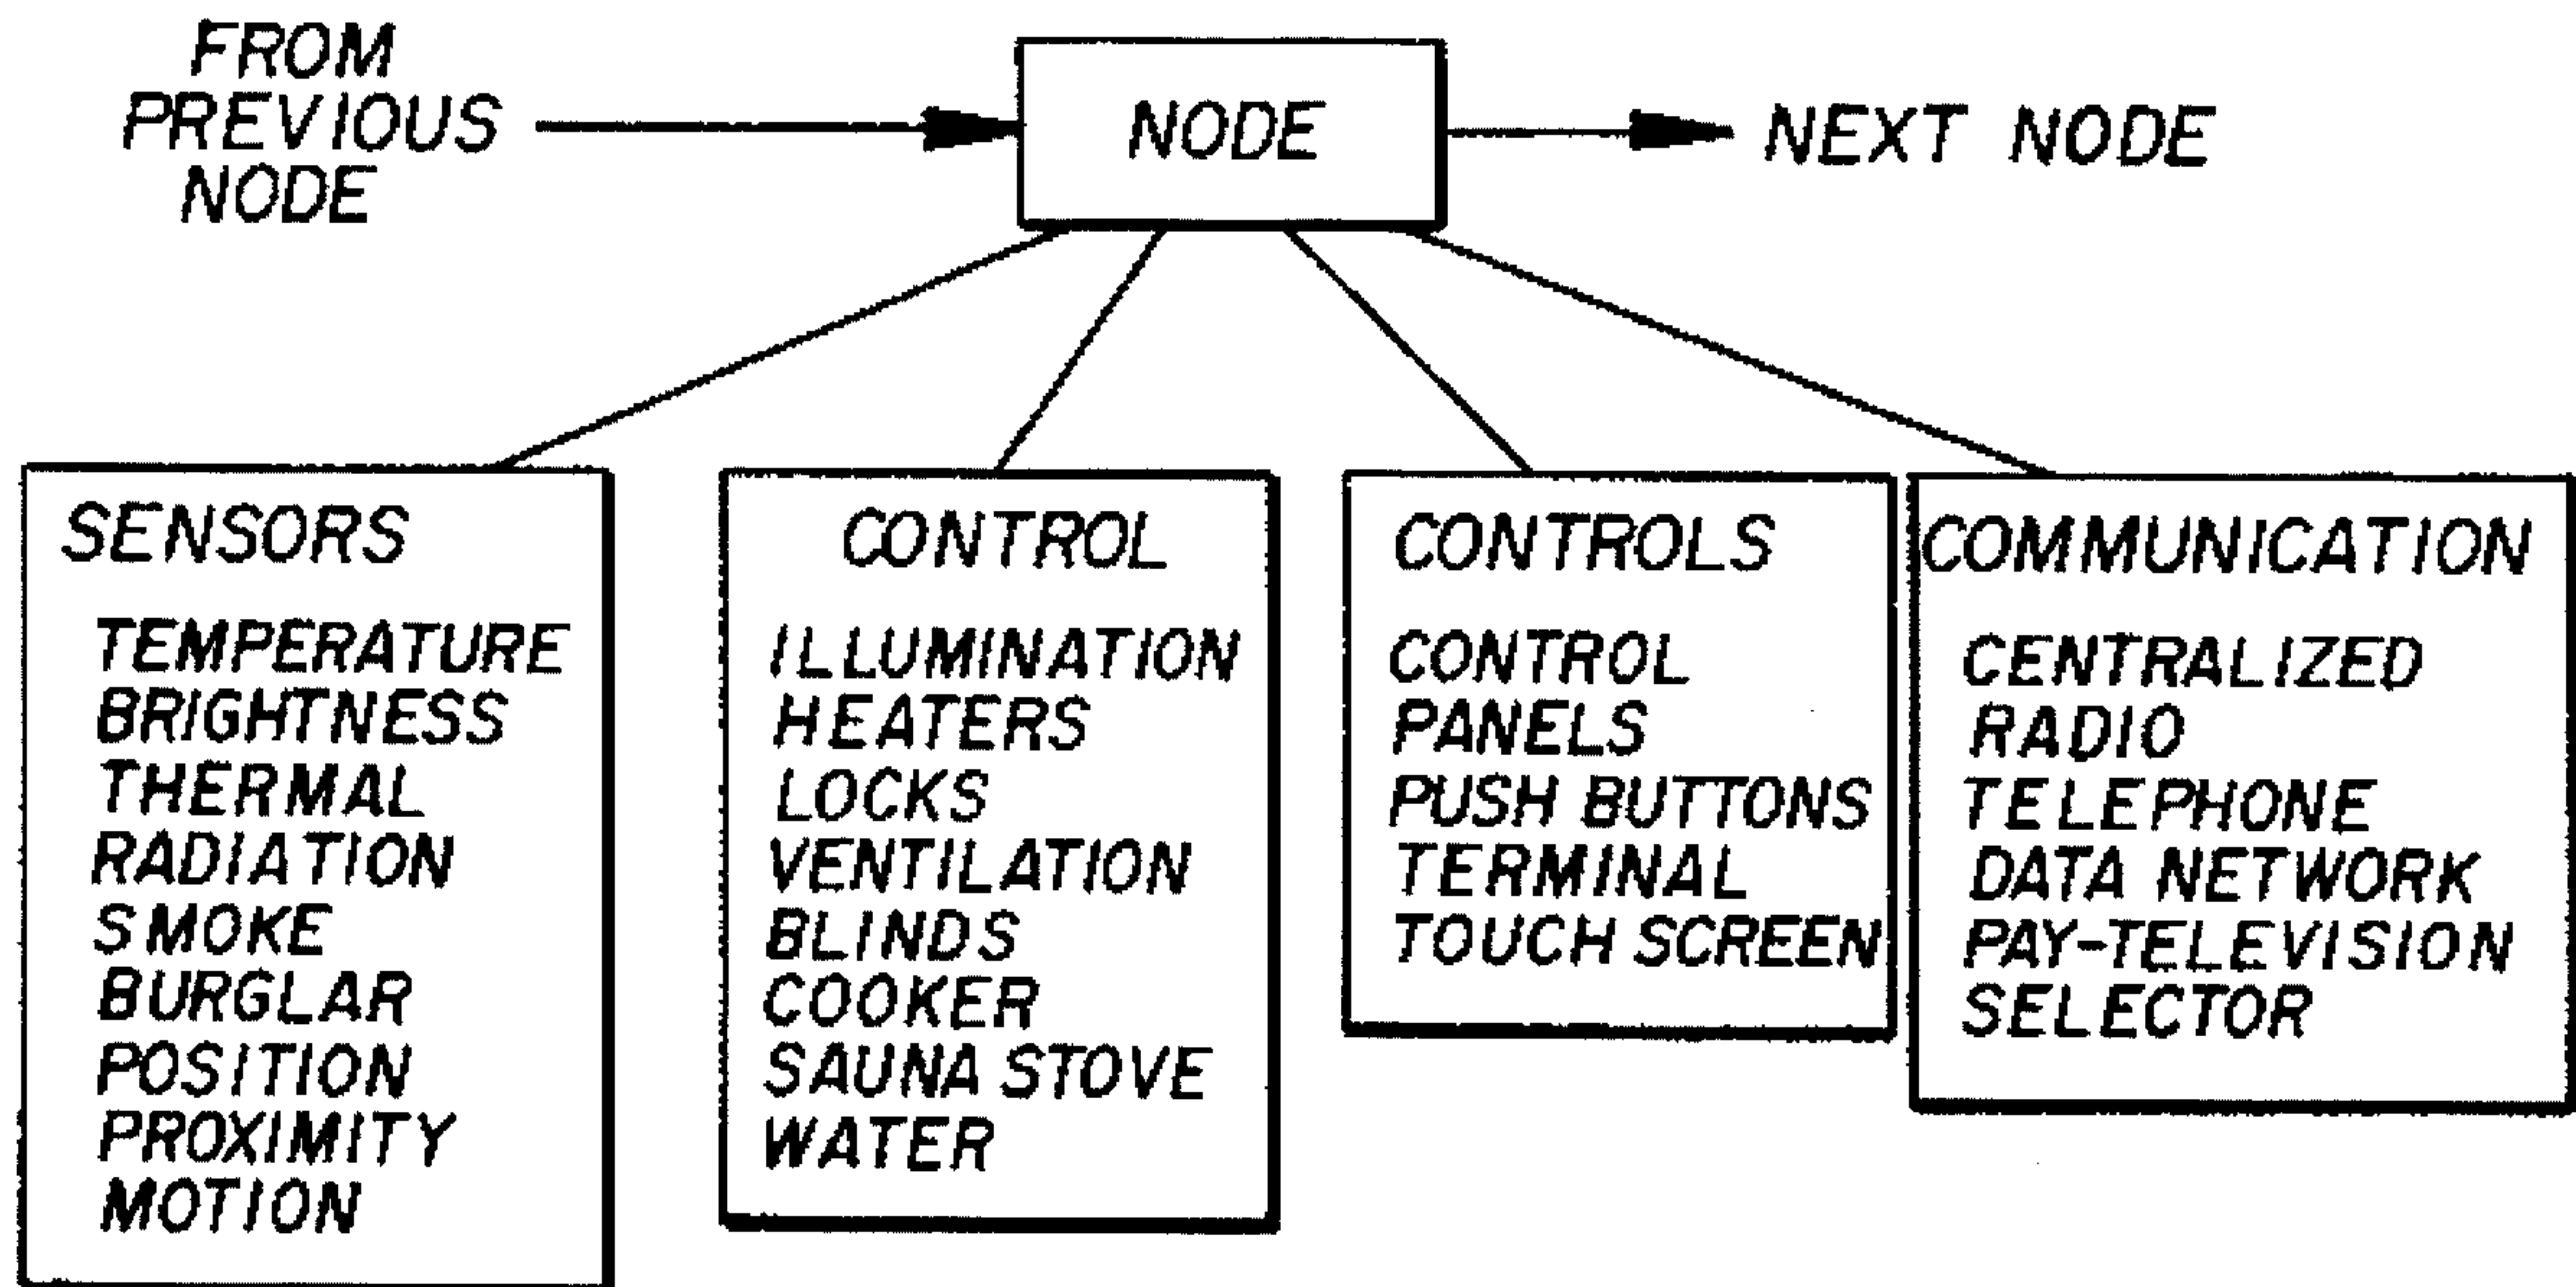 FROM
PREVIOUS
NODE
NODE
NEXT NODE
SENSORS
TEMPERATURE
BRIGHTNESS
THERMAL
RADIATION
SMOKE
BURGLAR
POSITION
PROXIMITY
MOTION
CONTROL
ILLUMINATION
HEATERS
LOCKS
VENTILATION
BLINDS
COOKER
SAUNA STOVE
WATER
CONTROLS
CONTROL
PANELS
PUSH BUTTONS
TERMINAL
TOUCH SCREEN
COMMUNICATION
CENTRALIZED
RADIO
TELEPHONE
DATA NETWORK
PAY-TELEVISION
SELECTOR